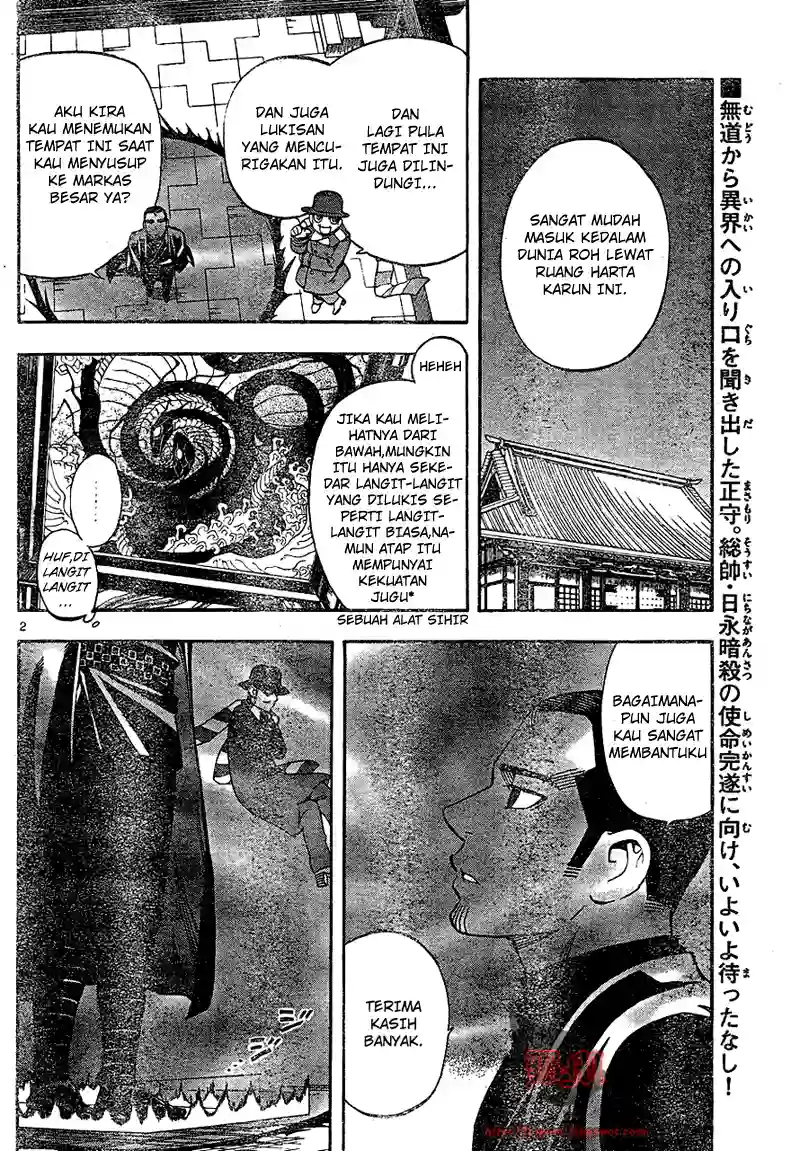 ■無道から異界への入り口を聞き出した正守。総帥・日永暗殺の使命完遂に向け、いよいよ待ったなし!
SANGAT MUDAH
MASUK KEDALAM
DUNIA ROH LEWAT
RUANG HARTA
KARUN INI.
DAN
LAGI PULA
TEMPAT INI
JUGA DILIN-
DUNGI...
DAN JUGA
LUKISAN
YANG MENCU-
RIGAKAN ITU.
AKU KIRA
KAU MENEMUKAN
TEMPAT INI SAAT
KAU MENYUSUP
KE MARKAS
BESAR YA?
HEHEH
JIKA KAU MELI-
HATNYA DARI
BAWAH,MUNGKIN
ITU HANYA SEKE-
DAR LANGIT-LANGIT
YANG DILUKIS SE-
PERTI LANGIT-
LANGIT BIASA,NA-
MUN ATAP ITU
MEMPUNYAI
KEKUATAN
JUGU*
SEBUAH ALAT SIHIR
......
HUF,DI
LANGIT
LANGIT
...
2
BAGAIMANA-
PUN JUGA
KAU SANGAT
MEMBANTUKU
TERIMA
KASIH
BANYAK.